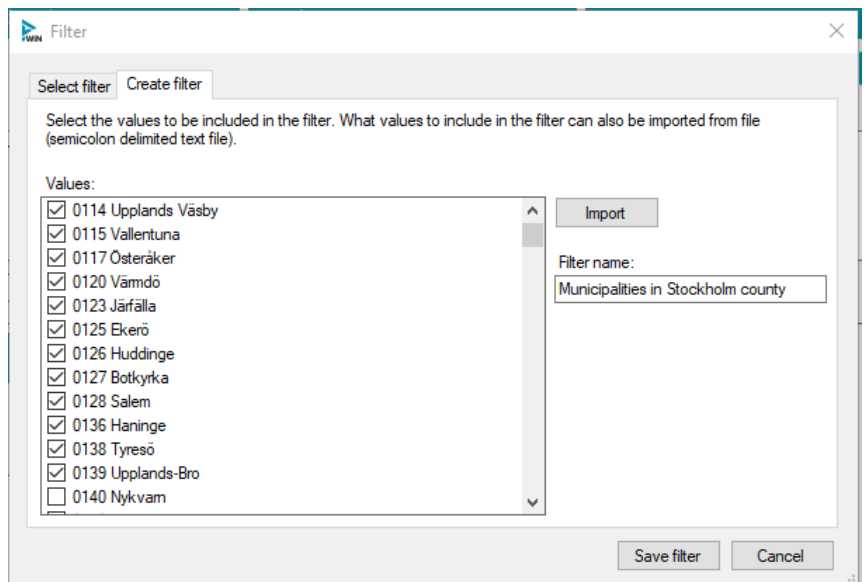 WIN Filter
Select filter Create filter
Select the values to be included in the filter. What values to include in the filter can also be imported from file
(semicolon delimited text file).
Values:
0114 Upplands Väsby
0115 Vallentuna
0117 Österåker
0120 Värmdö
0123 Järfälla
0125 Ekerö
0126 Huddinge
0127 Botkyrka
0128 Salem
0136 Haninge
0138 Tyresö
0139 Upplands-Bro
0140 Nykvarn
Import
Filter name:
Municipalities in Stockholm county
Save filter Cancel